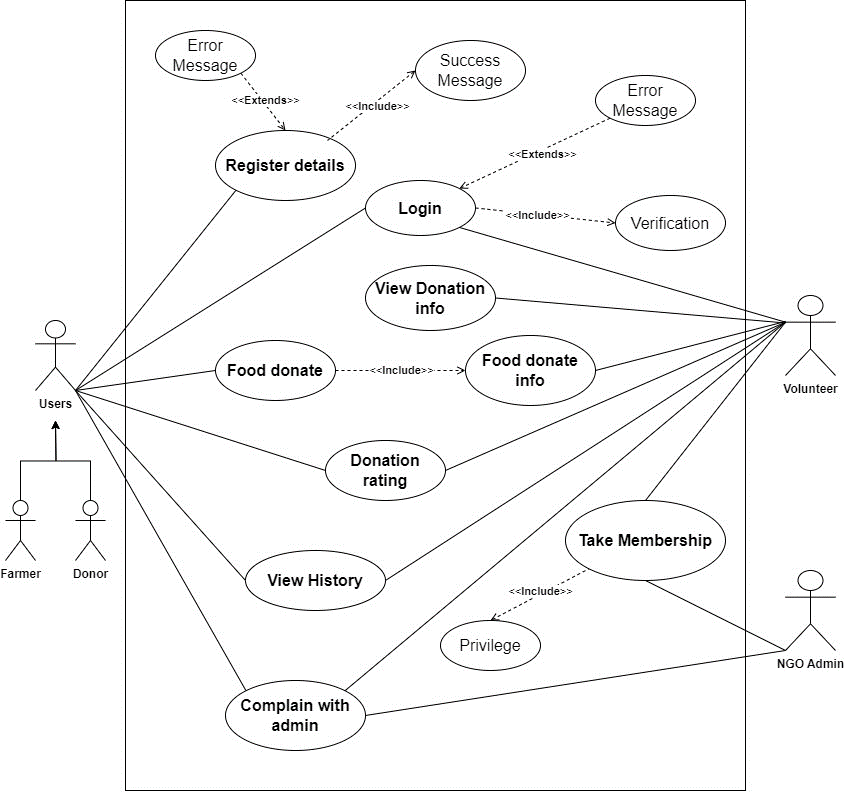 Error
Message
Success
Message
<<Extends>>
<<Include>>
Error
Message
Register details
<<Extends>>
Login
<<Include>>
Verification
View Donation
info
Food donate
<<Include>>
Food donate
info
Users
Volunteer
Donation
rating
Farmer
Donor
View History
Take Membership
<<Include>>
Privilege
NGO Admin
Complain with
admin